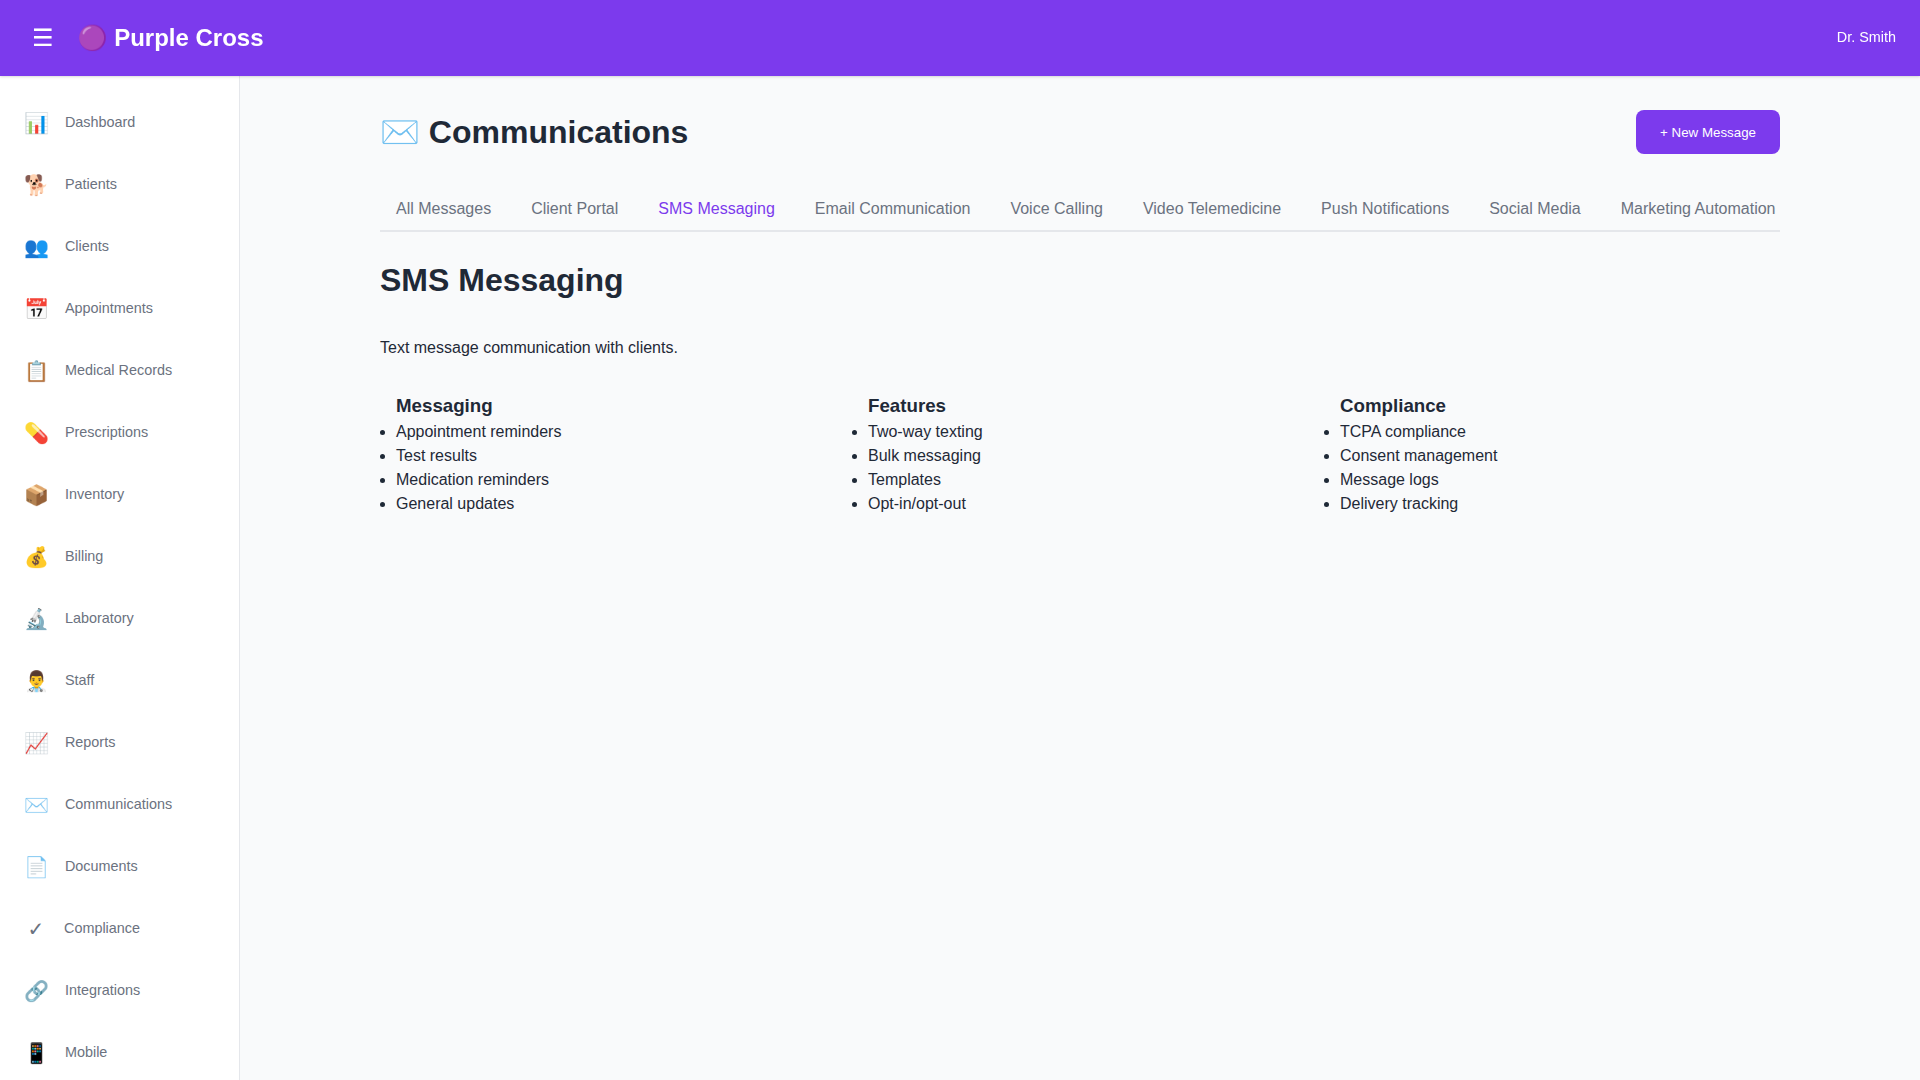 ☰ 🟣 Purple Cross
Dr. Smith
📊 Dashboard
🐕 Patients
👥 Clients
📅 Appointments
📋 Medical Records
💊 Prescriptions
📦 Inventory
💰 Billing
🔬 Laboratory
👨‍⚕️ Staff
📈 Reports
✉️ Communications
📄 Documents
✓ Compliance
🔗 Integrations
📱 Mobile
✉️ Communications
+ New Message
All Messages Client Portal SMS Messaging Email Communication Voice Calling Video Telemedicine Push Notifications Social Media Marketing Automation
SMS Messaging
Text message communication with clients.
Messaging
• Appointment reminders
• Test results
• Medication reminders
• General updates
Features
• Two-way texting
• Bulk messaging
• Templates
• Opt-in/opt-out
Compliance
• TCPA compliance
• Consent management
• Message logs
• Delivery tracking